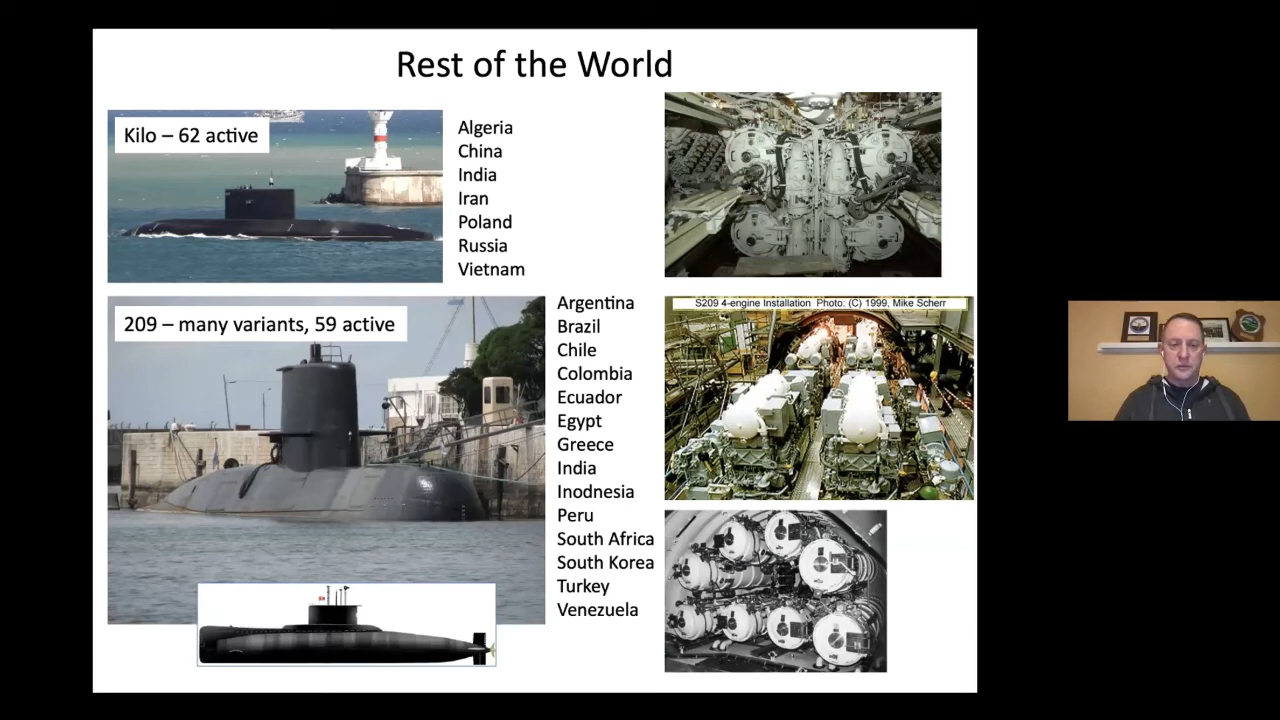 Rest of the World
Kilo – 62 active
Algeria
China
India
Iran
Poland
Russia
Vietnam
209 – many variants, 59 active
Argentina
Brazil
Chile
Colombia
Ecuador
Egypt
Greece
India
Inodnesia
Peru
South Africa
South Korea
Turkey
Venezuela
S209 4-engine Installation Photo: (C) 1999, Mike Scherr